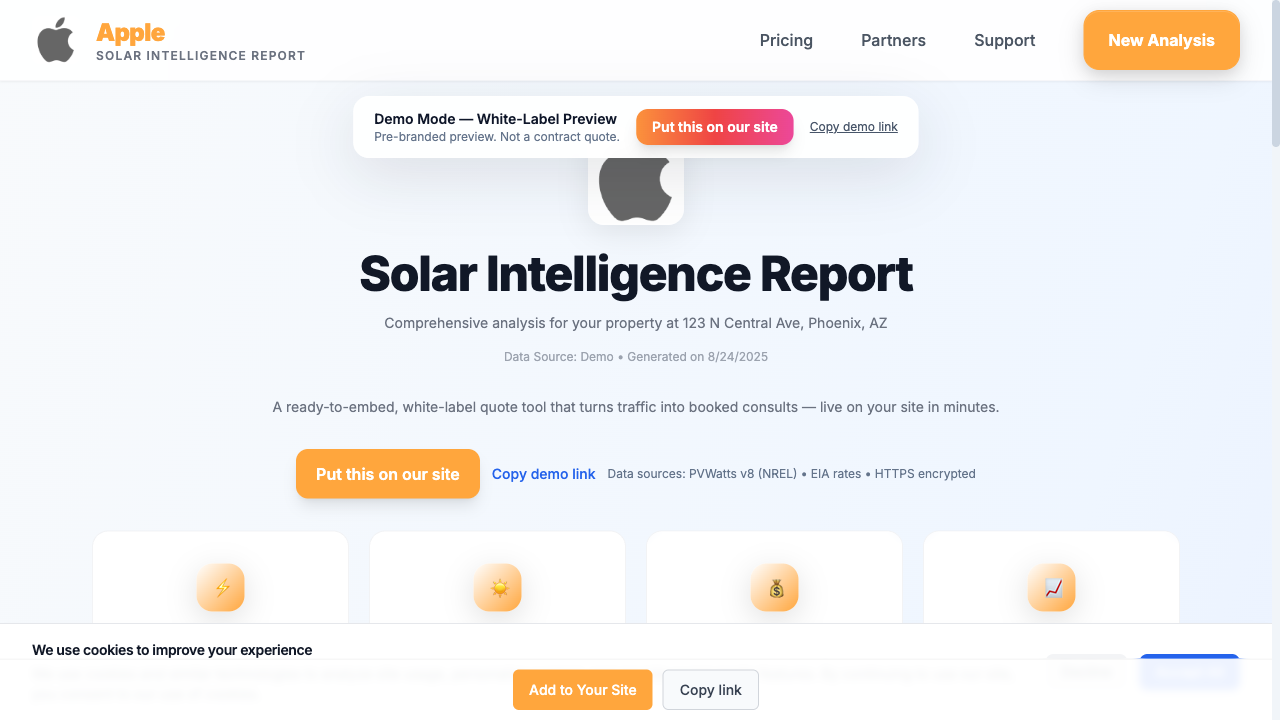 Apple
SOLAR INTELLIGENCE REPORT
Pricing
Partners
Support
New Analysis
Demo Mode — White-Label Preview
Pre-branded preview. Not a contract quote.
Put this on our site
Copy demo link
Solar Intelligence Report
Comprehensive analysis for your property at 123 N Central Ave, Phoenix, AZ
Data Source: Demo • Generated on 8/24/2025
A ready-to-embed, white-label quote tool that turns traffic into booked consults — live on your site in minutes.
Put this on our site
Copy demo link
Data sources: PVWatts v8 (NREL) • EIA rates • HTTPS encrypted
We use cookies to improve your experience
Add to Your Site
Copy link